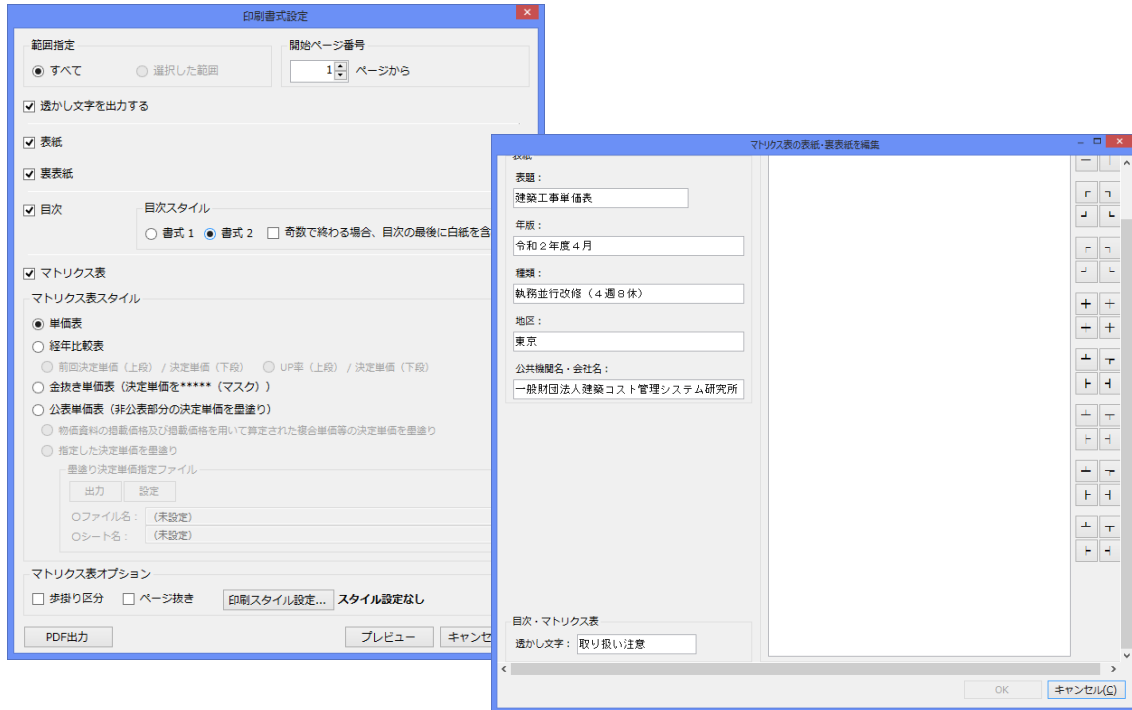 印刷書式設定
範囲指定
すべて
選択した範囲
開始ページ番号
1 ページから
透かし文字を出力する
表紙
裏表紙
目次
目次スタイル
書式 1 書式 2 奇数で終わる場合、目次の最後に白紙を含
マトリクス表
マトリクス表スタイル
単価表
経年比較表
前回決定単価（上段） / 決定単価（下段） UP率（上段） / 決定単価（下段）
金抜き単価表（決定単価を*****（マスク））
公表単価表（非公表部分の決定単価を墨塗り）
物価資料の掲載価格及び掲載価格を用いて算定された複合単価等の決定単価を墨塗り
指定した決定単価を墨塗り
墨塗り決定単価指定ファイル
出力 設定
○ファイル名： （未設定）
○シート名： （未設定）
マトリクス表オプション
歩掛り区分 ページ抜き 印刷スタイル設定... スタイル設定なし
PDF出力 プレビュー キャンセ
マトリクス表の表紙・裏表紙を編集
表紙
表題：
建築工事単価表
年版：
令和２年度４月
種類：
執務並行改修（４週８休）
地区：
東京
公共機関名・会社名：
一般財団法人建築コスト管理システム研究所
目次・マトリクス表
透かし文字： 取り扱い注意
OK キャンセル(C)